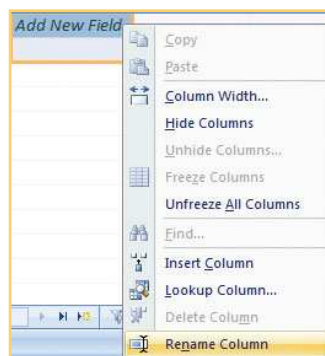 Add New Field
Copy
Paste
Column Width...
Hide Columns
Unhide Columns...
Freeze Columns
Unfreeze All Columns
Find...
Insert Column
Lookup Column...
Delete Column
Rename Column